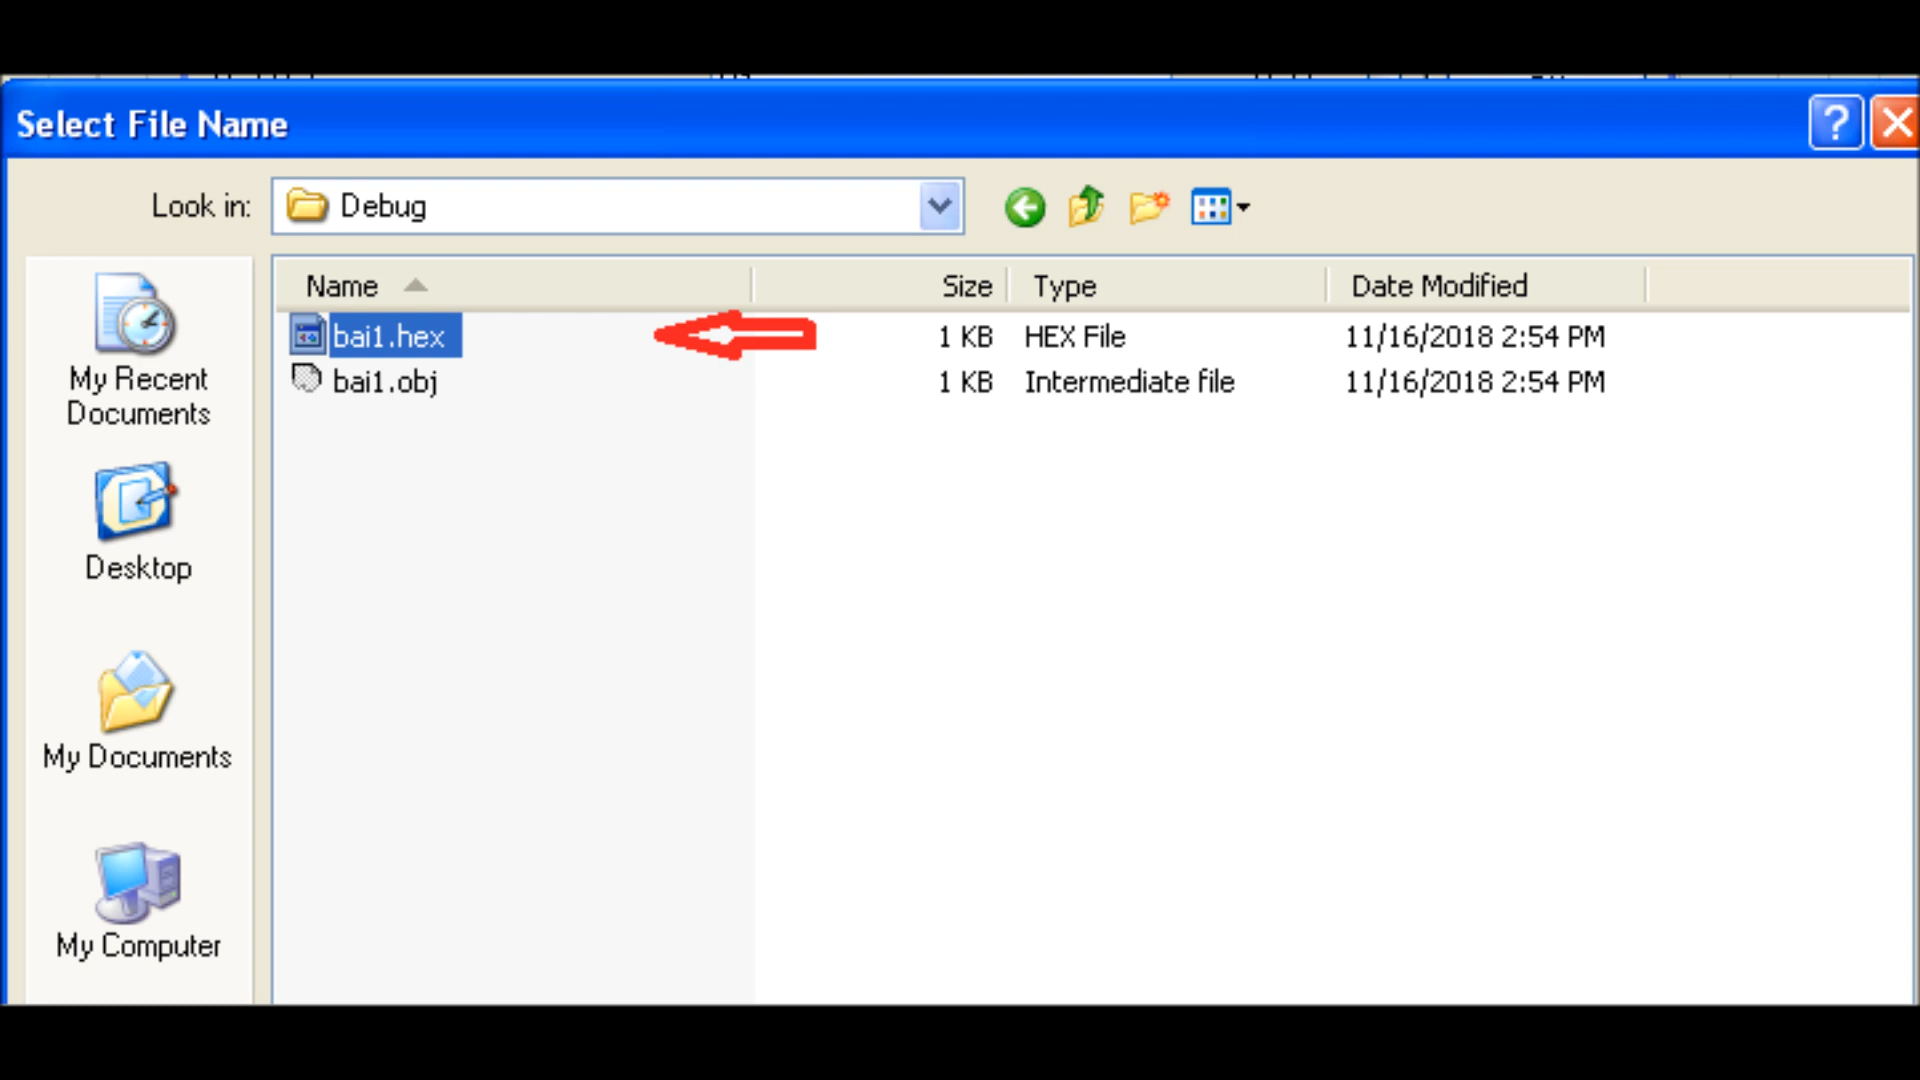 Select File Name
?
Look in: Debug
Name Size Type Date Modified
bai1.hex 1 KB HEX File 11/16/2018 2:54 PM
bai1.obj 1 KB Intermediate file 11/16/2018 2:54 PM
My Recent
Documents
Desktop
My Documents
My Computer